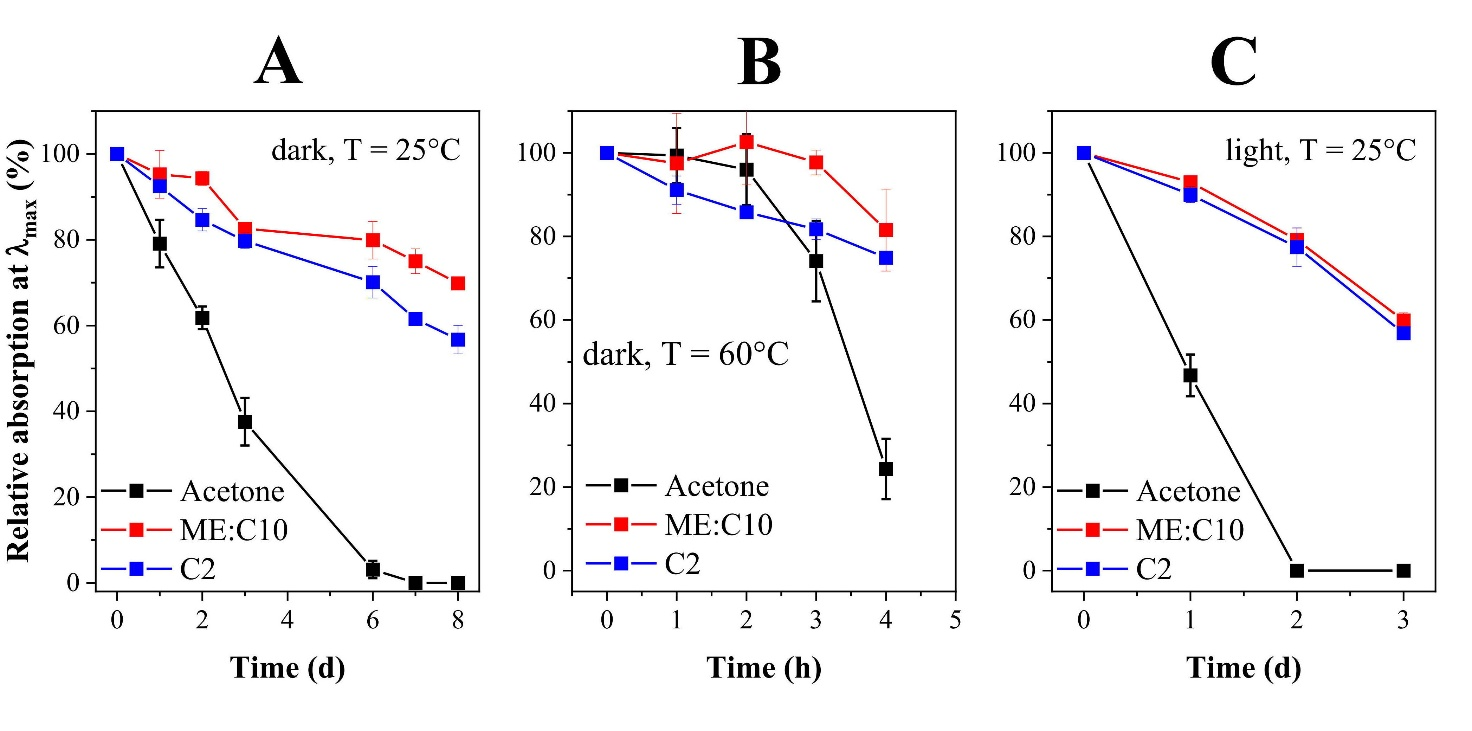 A
B
C
Relative absorption at λmax (%)
dark, T = 25°C
100
80
60
40
20
0
Acetone
ME:C10
C2
0 2 4 6 8
Time (d)
100
80
60
40
20
0
dark, T = 60°C
Acetone
ME:C10
C2
0 1 2 3 4 5
Time (h)
light, T = 25°C
100
80
60
40
20
0
Acetone
ME:C10
C2
0 1 2 3
Time (d)